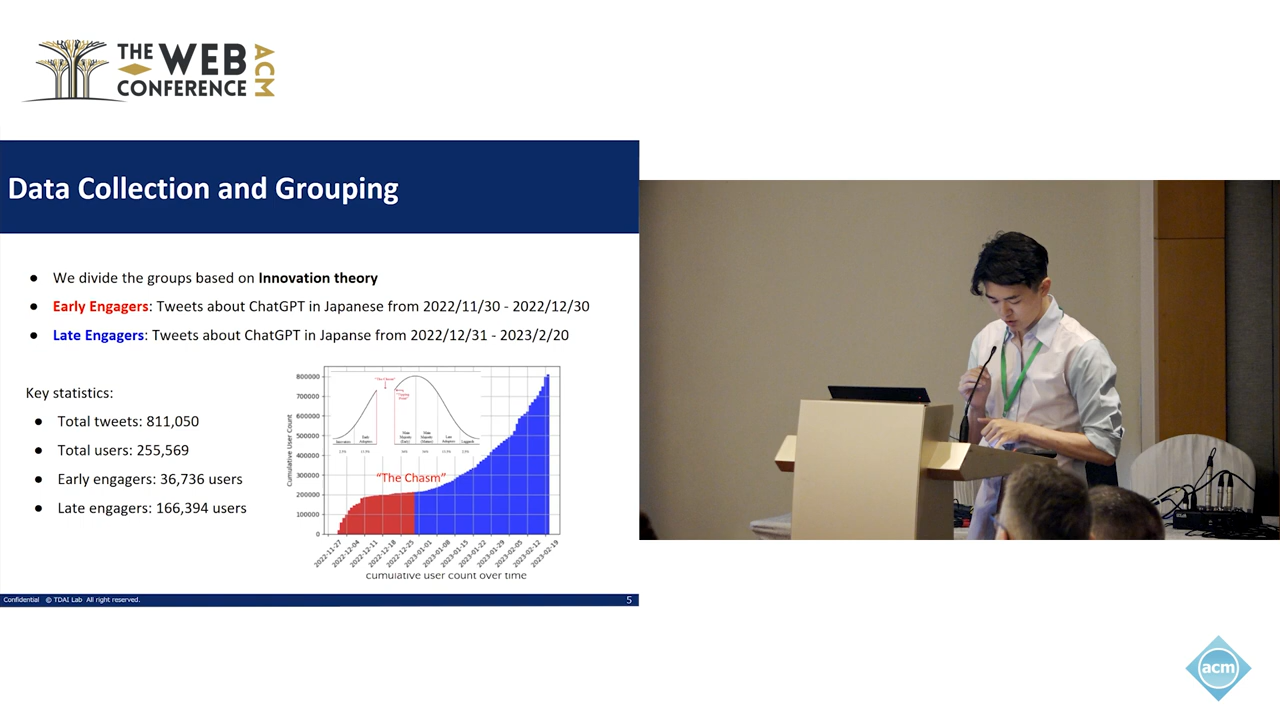 THE WEB CONFERENCE ACM
Data Collection and Grouping
● We divide the groups based on Innovation theory
● Early Engagers: Tweets about ChatGPT in Japanese from 2022/11/30 - 2022/12/30
● Late Engagers: Tweets about ChatGPT in Japanse from 2022/12/31 - 2023/2/20
Key statistics:
● Total tweets: 811,050
● Total users: 255,569
● Early engagers: 36,736 users
● Late engagers: 166,394 users
Cumulative User Count
800000
700000
600000
500000
400000
300000
200000
100000
0
"The Chasm"
"The Chasm"
2022-11-27
2022-12-04
2022-12-11
2022-12-18
2022-12-25
2023-01-01
2023-01-08
2023-01-15
2023-01-22
2023-01-29
2023-02-05
2023-02-12
2023-02-19
cumulative user count over time
Confidential © TDAI Lab All right reserved.
5
acm